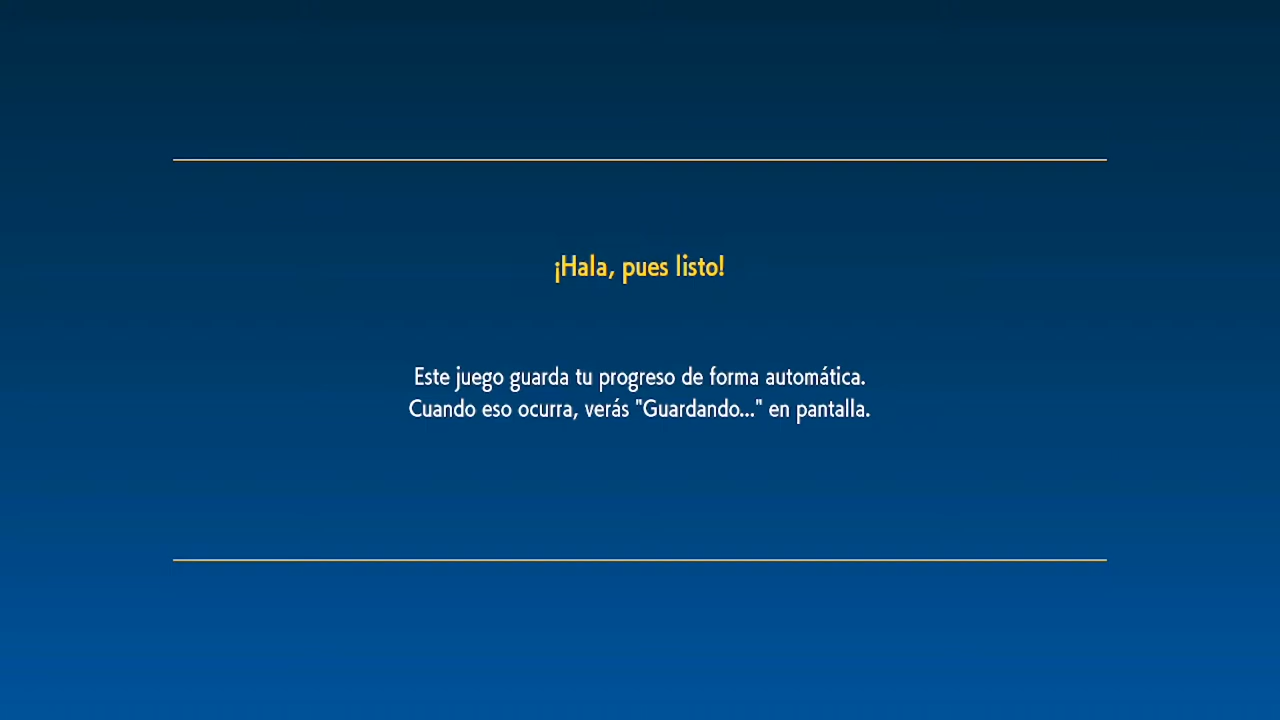 ¡Hala, pues listo!
Este juego guarda tu progreso de forma automática.
Cuando eso ocurra, verás "Guardando..." en pantalla.